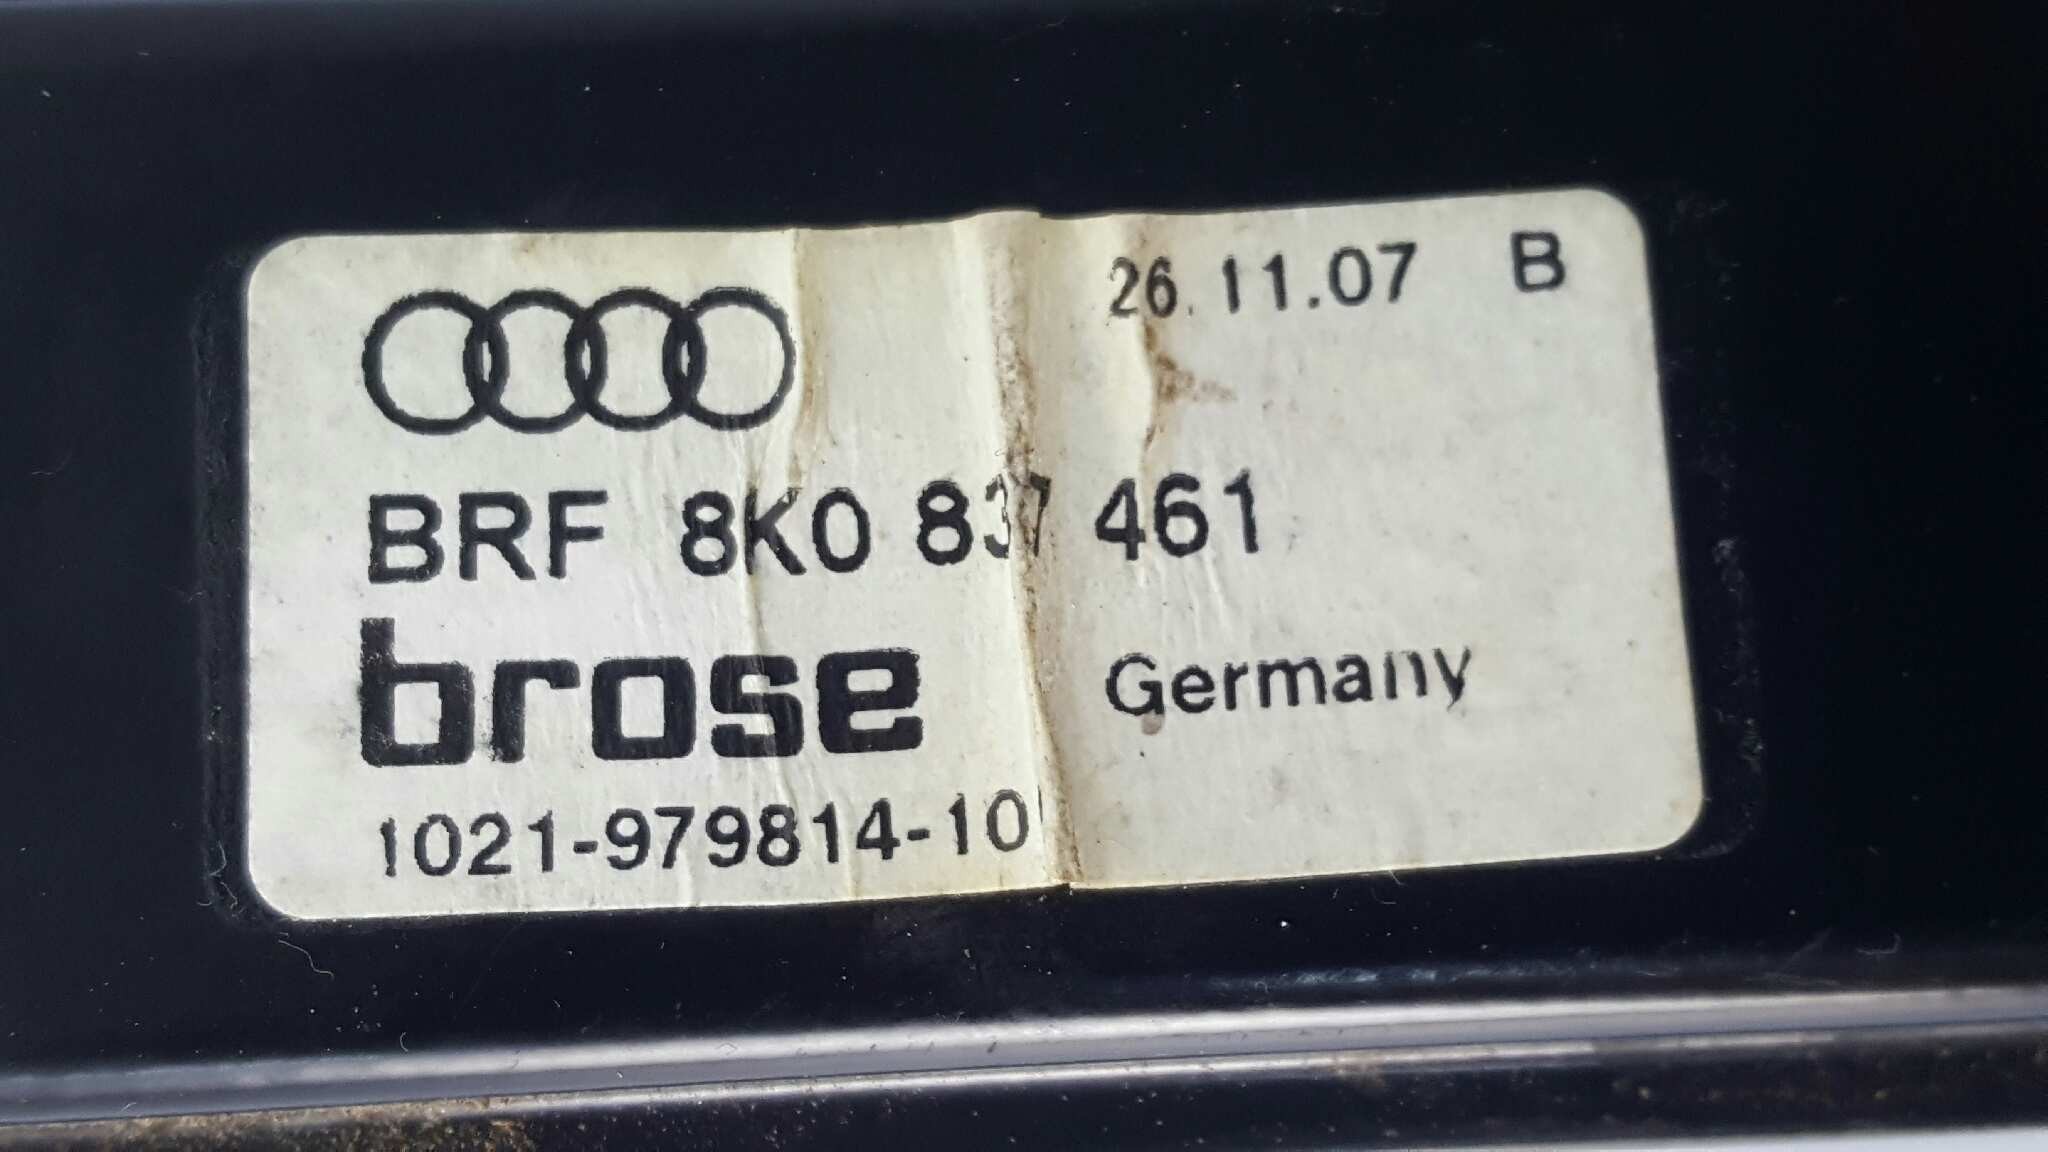 26.11.07 B
BRF 8K0 837 461
brose Germany
1021-979814-10